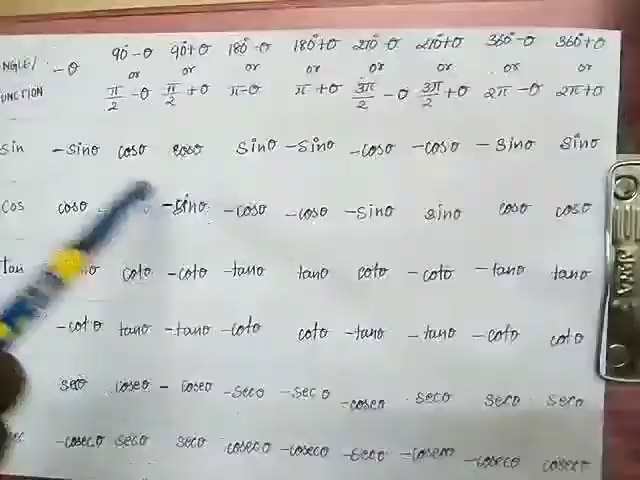 NGLE/ -θ 90°-θ 90°+θ 180°-θ 180°+θ 270°-θ 270°+θ 360°-θ 360°+θ
or or or or or or or or
UNCTION π/2 -θ π/2 +θ π-θ π+θ 3π/2 -θ 3π/2 +θ 2π-θ 2π+θ
sin -sinθ cosθ cosθ sinθ -sinθ -cosθ -cosθ -sinθ sinθ
cos cosθ -sinθ -cosθ -cosθ -sinθ sinθ cosθ cosθ
tan cotθ -cotθ -tanθ tanθ cotθ -cotθ -tanθ tanθ
-cotθ tanθ -tanθ -cotθ cotθ -tanθ -tanθ -cotθ cotθ
secθ -secθ -secθ secθ secθ secθ
-cosecθ secθ secθ cosecθ -cosecθ -secθ -cosecθ cosecθ